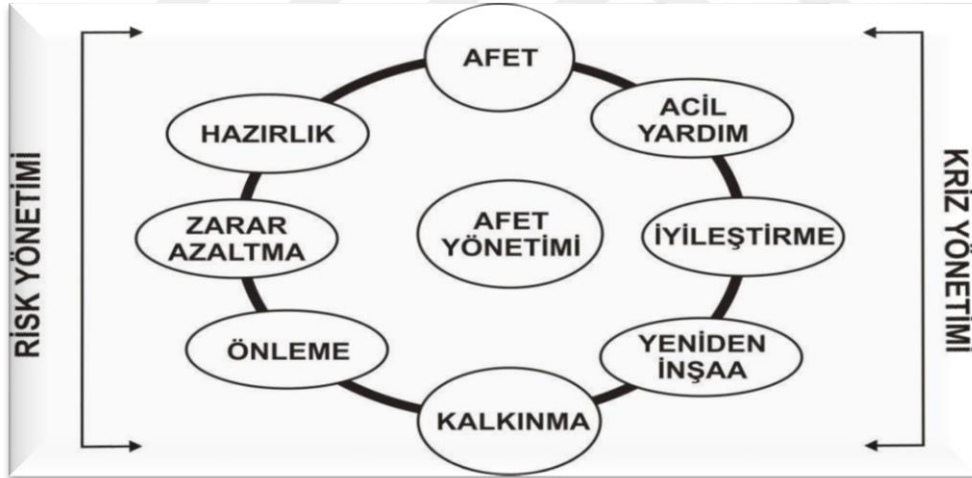 AFET
HAZIRLIK
ACİL
YARDIM
RİSK YÖNETİMİ
ZARAR
AZALTMA
AFET
YÖNETİMİ
İYİLEŞTİRME
KRİZ YÖNETİMİ
ÖNLEME
YENİDEN
İNŞAA
KALKINMA